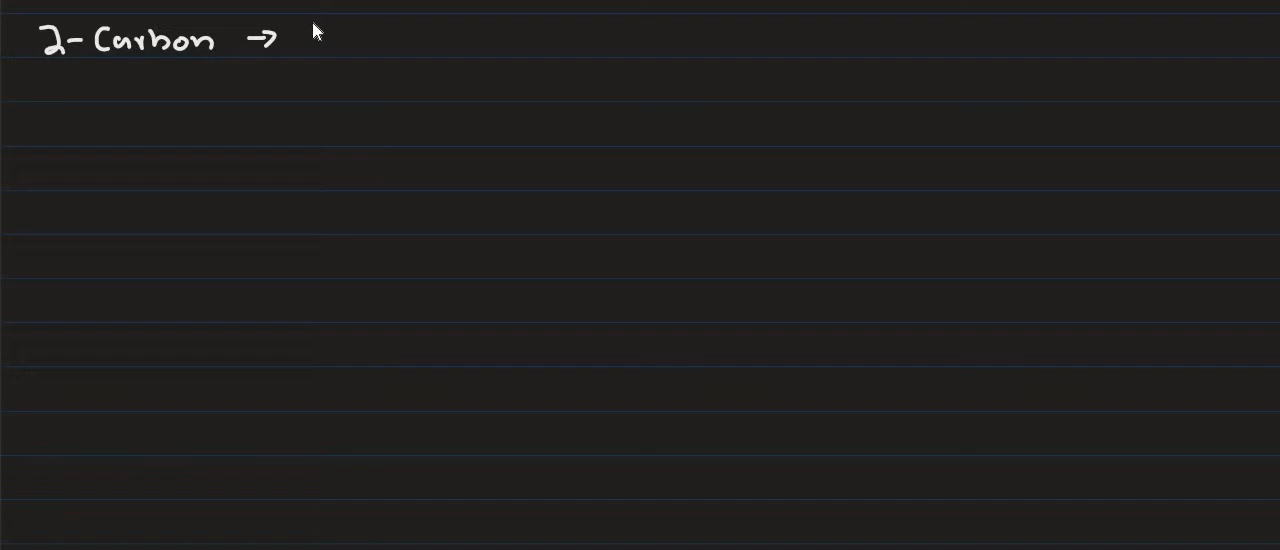 2- Carbon →